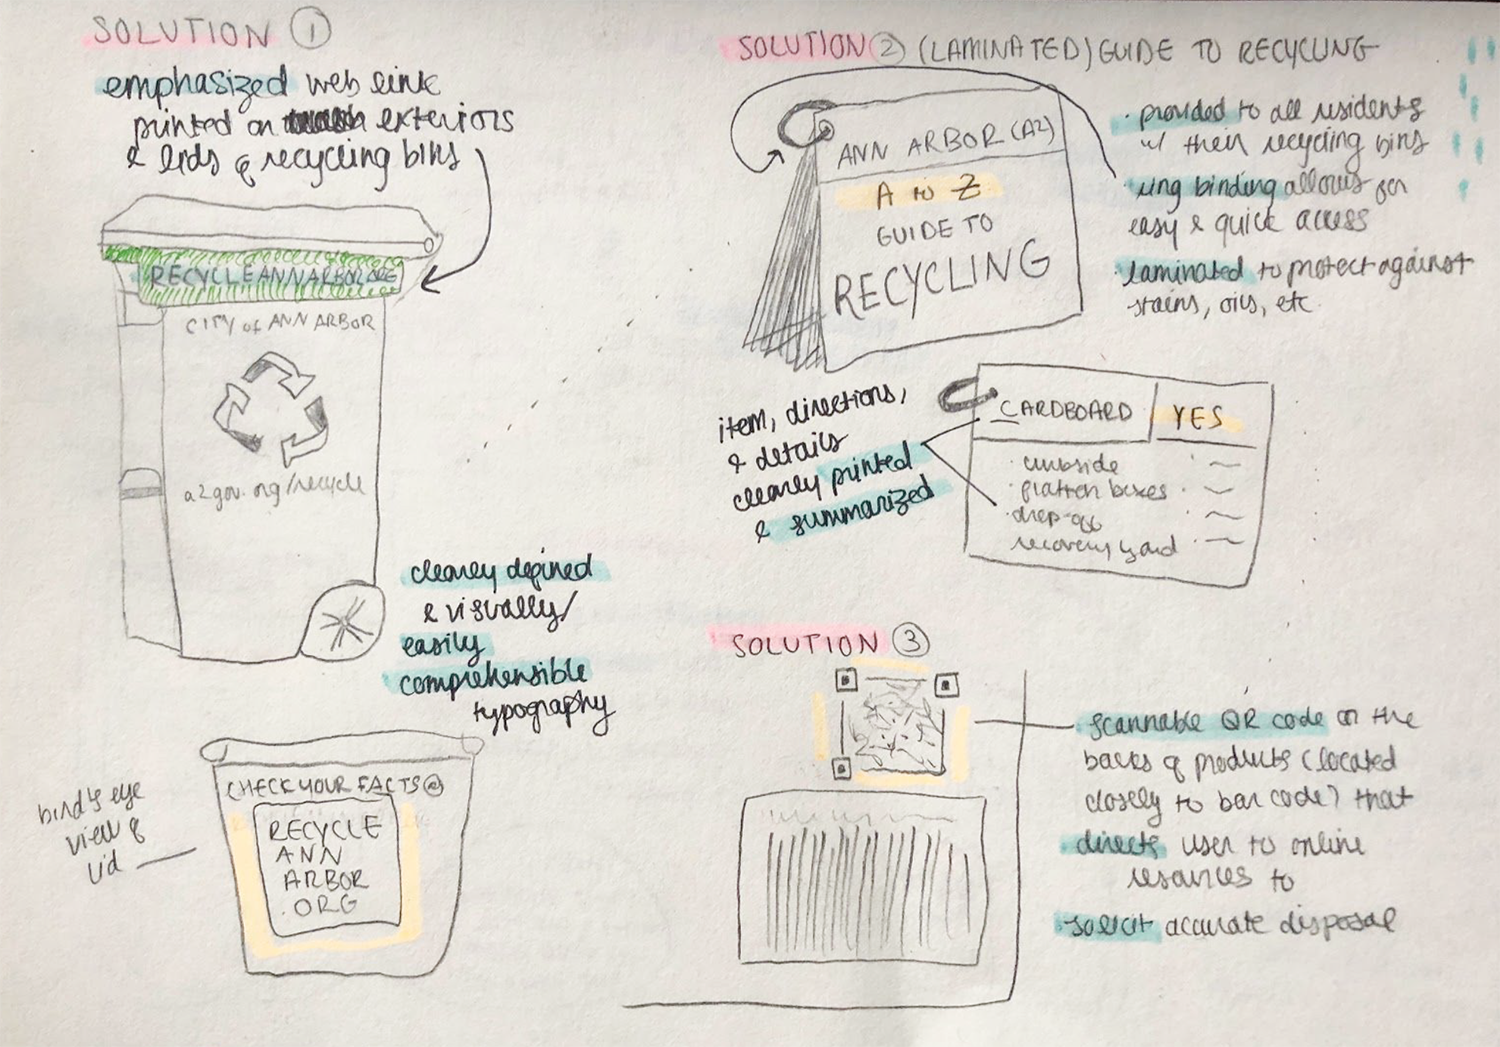 SOLUTION 1
emphasized web link
printed on exteriors
& lids of recycling bins
RECYCLEANNARBOR.ORG
CITY of ANN ARBOR
a2gov.org/recycle
clearly defined
& visually/
easily
comprehensible
typography
bird's eye
view of
lid
CHECK YOUR FACTS @
RECYCLE
ANN
ARBOR
.ORG
SOLUTION 2 (LAMINATED) GUIDE TO RECYCLING
ANN ARBOR (A2)
A to Z
GUIDE TO
RECYCLING
· provided to all residents
w/ their recycling bins
· ring binding allows for
easy & quick access
· laminated to protect against
stains, oils, etc.
item, directions,
& details
clearly printed
& summarized
CARDBOARD YES
· curbside
· flatten boxes
· drop-off
recovery yard
SOLUTION 3
· scannable QR code on the
backs of products (located
closely to bar code) that
· directs user to online
resources to
· solicit accurate disposal